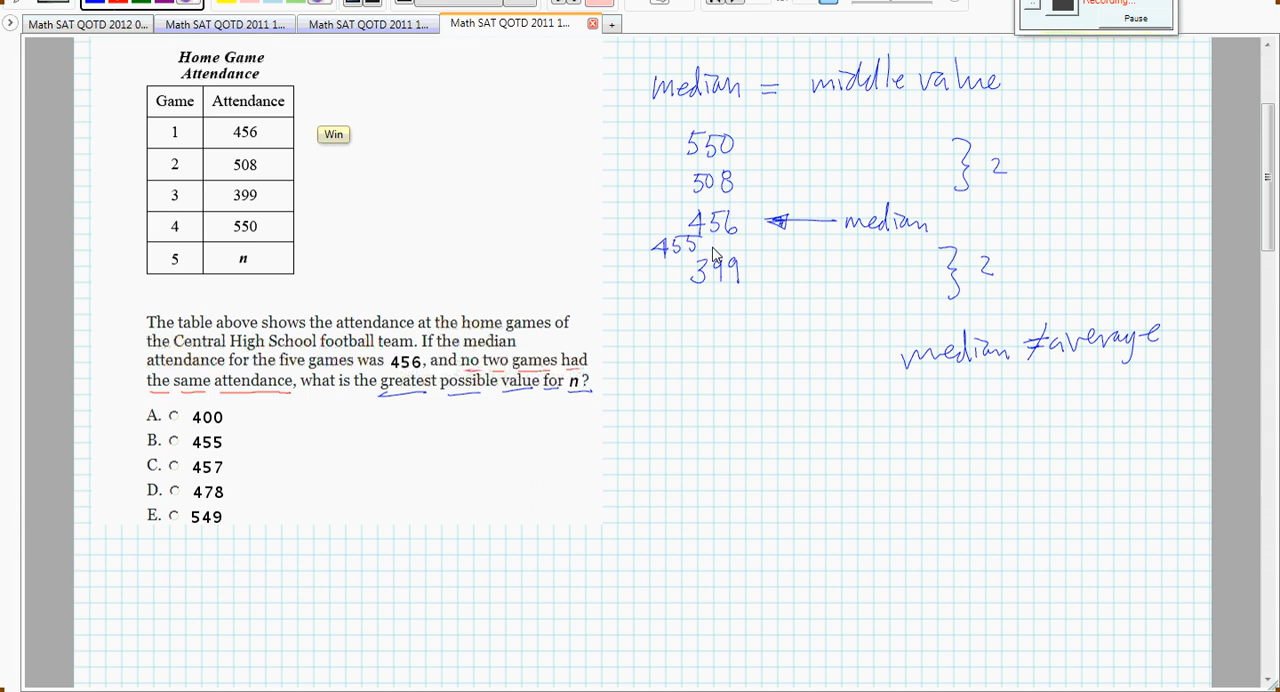 Recording...
Pause
Math SAT QOTD 2012 0...
Math SAT QOTD 2011 1...
Math SAT QOTD 2011 1...
Math SAT QOTD 2011 1...
Home Game
Attendance
Game Attendance
1 456
2 508
3 399
4 550
5 n
Win
The table above shows the attendance at the home games of
the Central High School football team. If the median
attendance for the five games was 456, and no two games had
the same attendance, what is the greatest possible value for n?
A. 400
B. 455
C. 457
D. 478
E. 549
median = middle value
550
508
} 2
456 ← median
455
399
} 2
median ≠ average